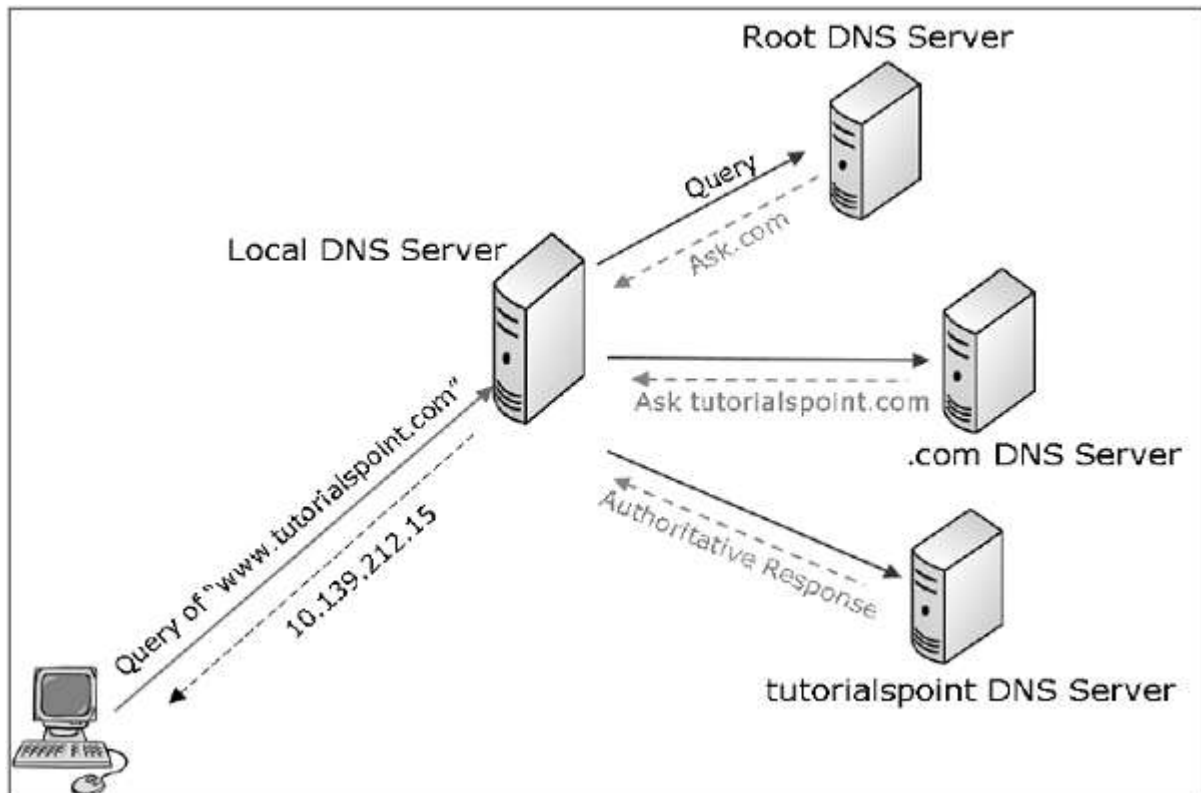 Root DNS Server
Query
Ask.com
Local DNS Server
Ask tutorialspoint.com
.com DNS Server
Query of "www.tutorialspoint.com"
10.139.212.15
Authoritative Response
tutorialspoint DNS Server